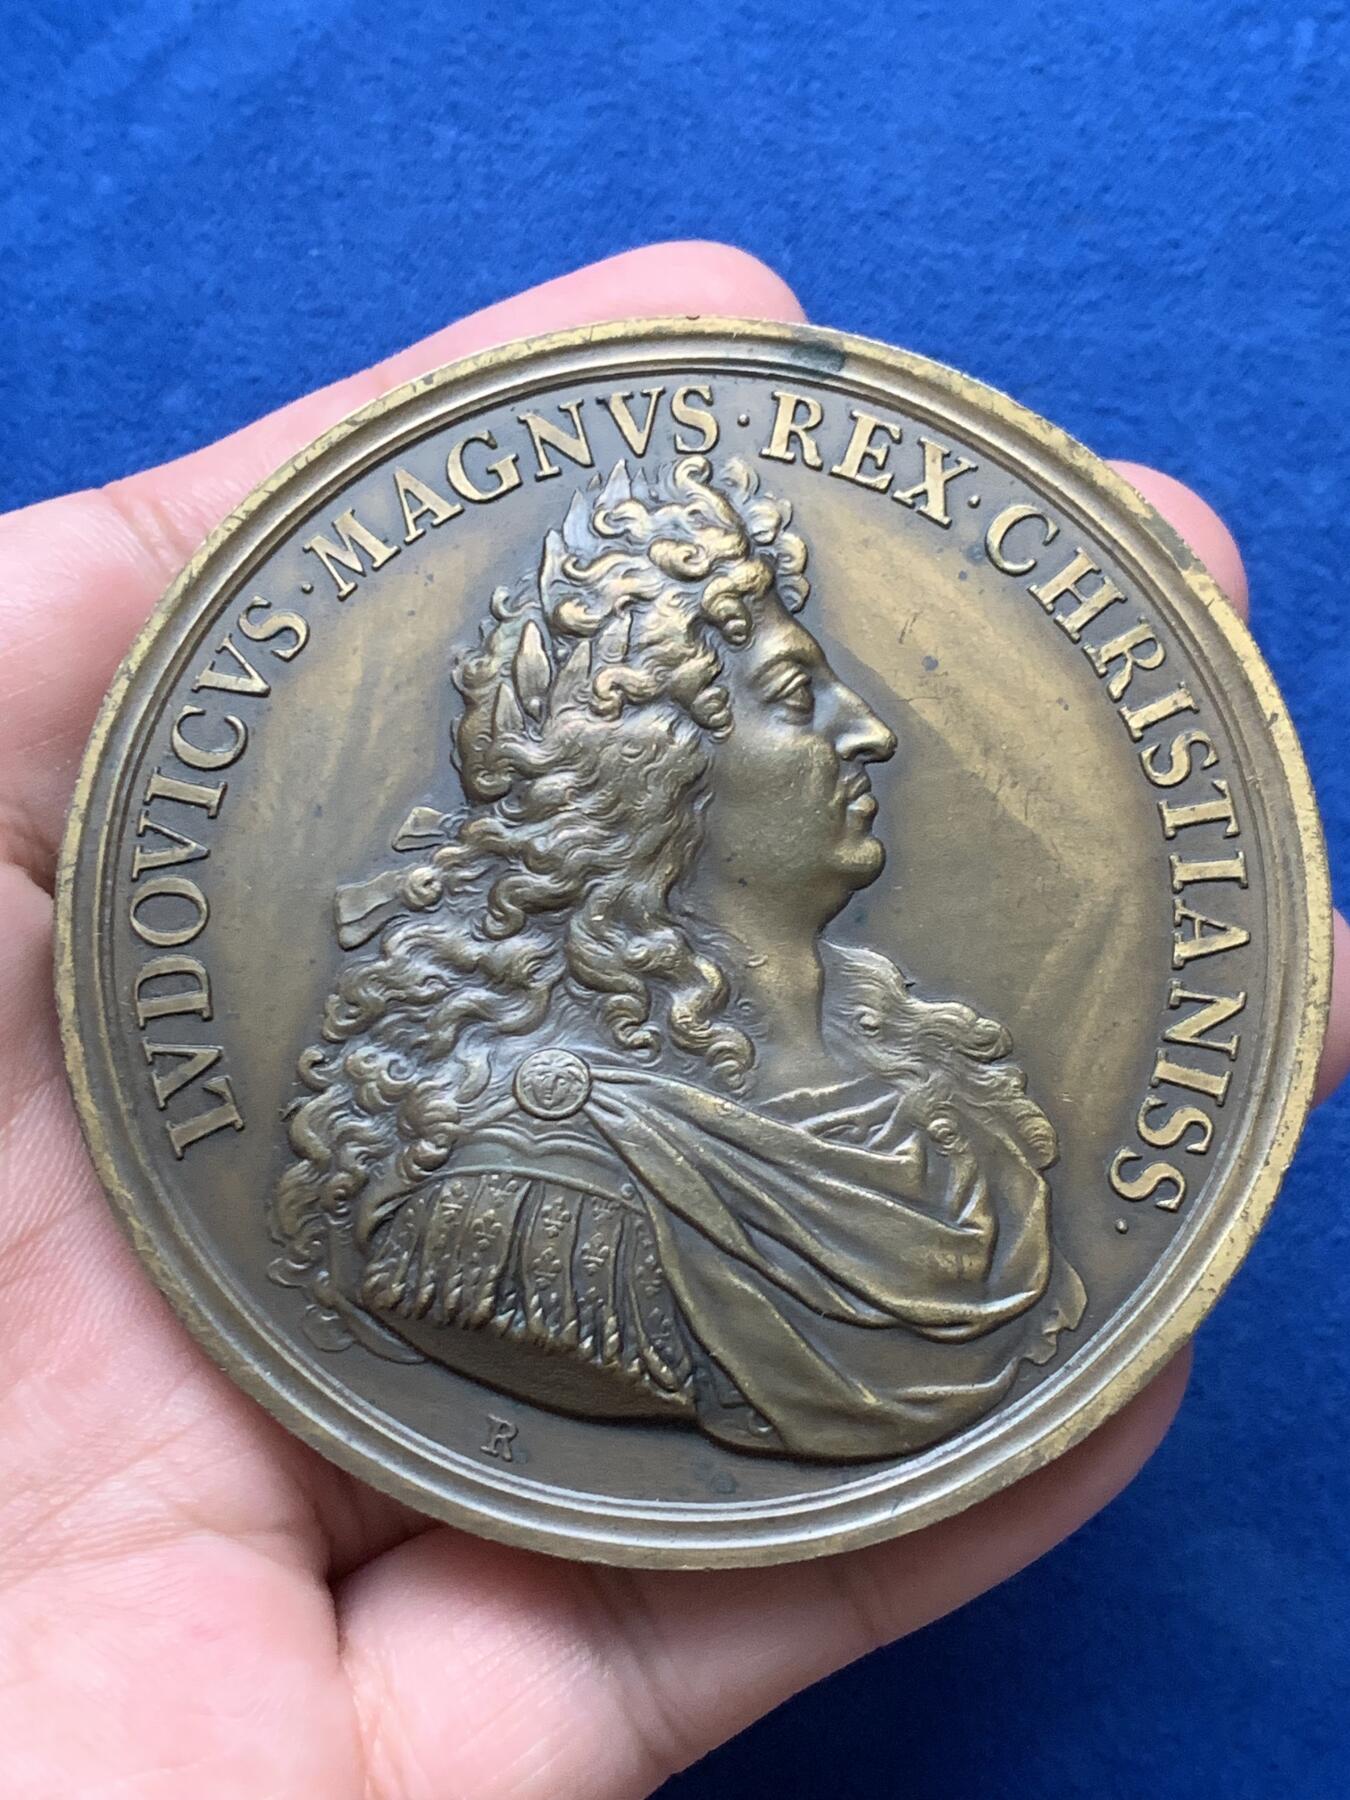 LVDOVICVS · MAGNVS · REX · CHRISTIANISS ·
R